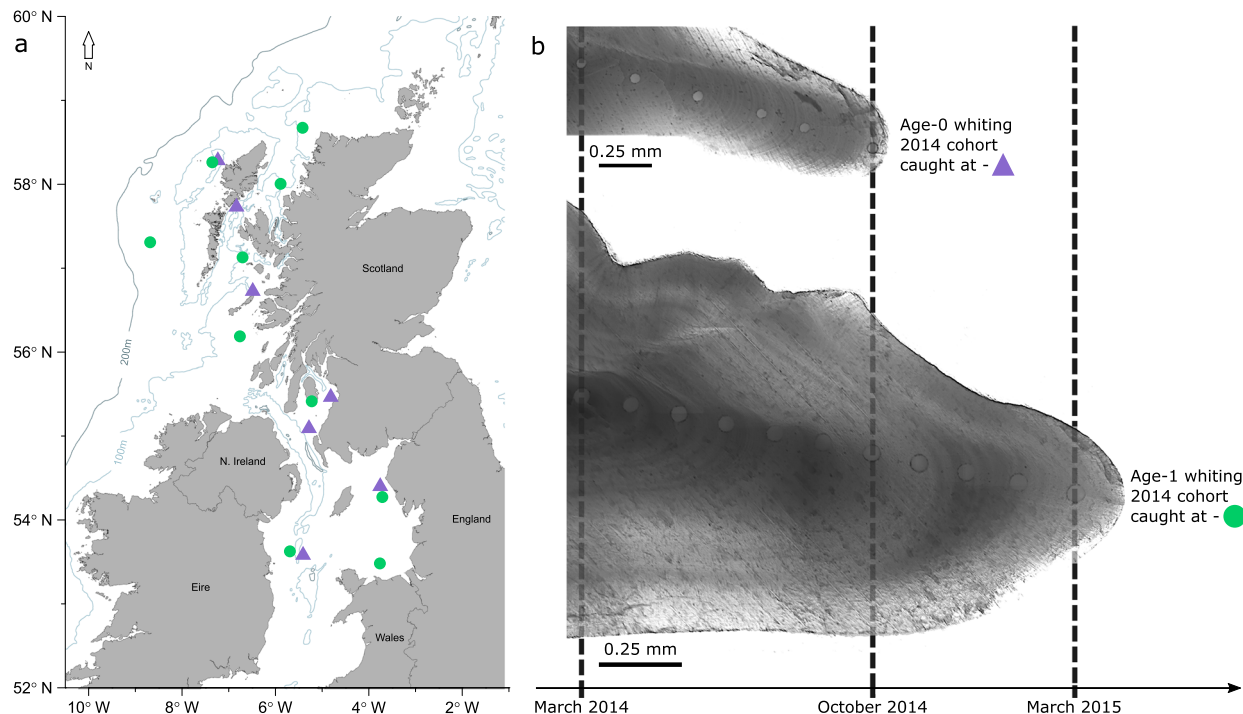 a
60° N
58° N
56° N
54° N
52° N
10° W
8° W
6° W
4° W
2° W
N
200m
100m
Scotland
N. Ireland
England
Eire
Wales
b
0.25 mm
Age-0 whiting
2014 cohort
caught at -
Age-1 whiting
2014 cohort
caught at -
0.25 mm
March 2014
October 2014
March 2015